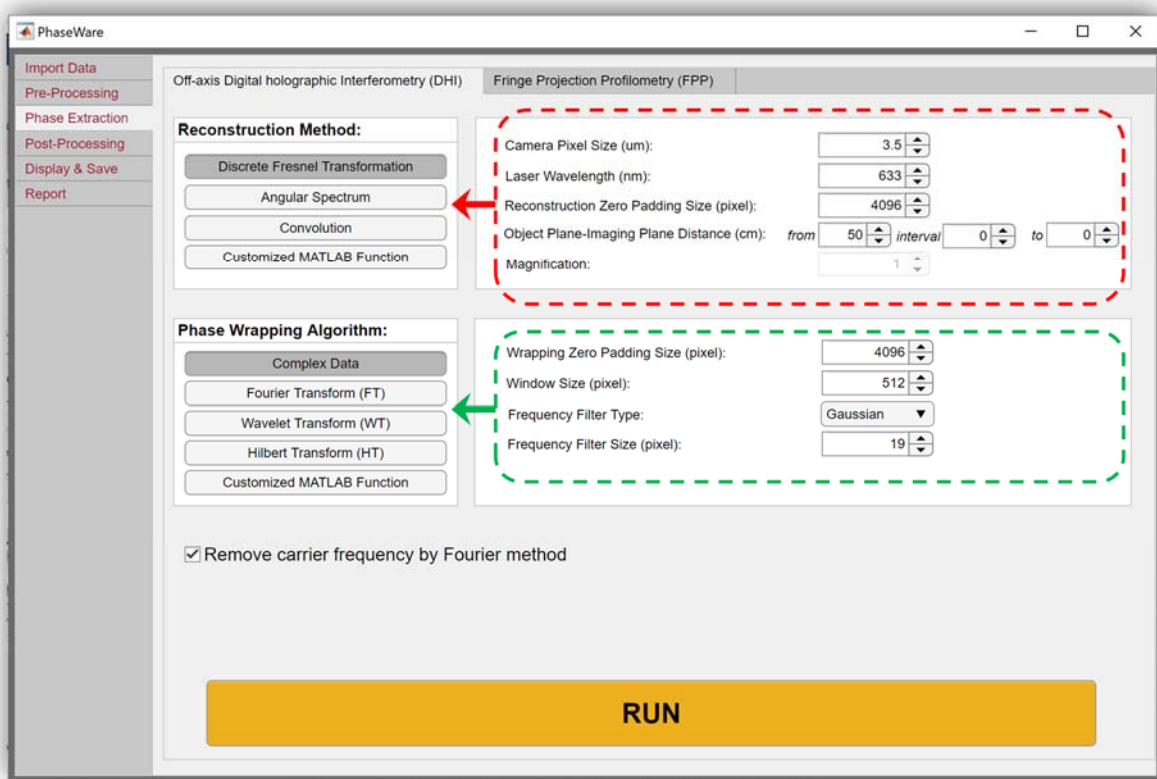 PhaseWare
Import Data
Pre-Processing
Phase Extraction
Post-Processing
Display & Save
Report
Off-axis Digital holographic Interferometry (DHI)
Fringe Projection Profilometry (FPP)
Reconstruction Method:
Discrete Fresnel Transformation
Angular Spectrum
Convolution
Customized MATLAB Function
Camera Pixel Size (um): 3.5
Laser Wavelength (nm): 633
Reconstruction Zero Padding Size (pixel): 4096
Object Plane-Imaging Plane Distance (cm): from 50 interval 0 to 0
Magnification: 1
Phase Wrapping Algorithm:
Complex Data
Fourier Transform (FT)
Wavelet Transform (WT)
Hilbert Transform (HT)
Customized MATLAB Function
Wrapping Zero Padding Size (pixel): 4096
Window Size (pixel): 512
Frequency Filter Type: Gaussian
Frequency Filter Size (pixel): 19
Remove carrier frequency by Fourier method
RUN